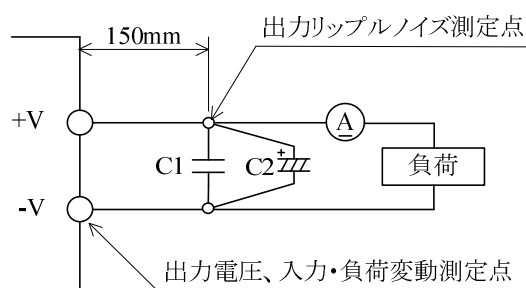 150mm
出力リップルノイズ測定点
+V
A
C1
+
C2
負荷
-V
出力電圧、入力・負荷変動測定点